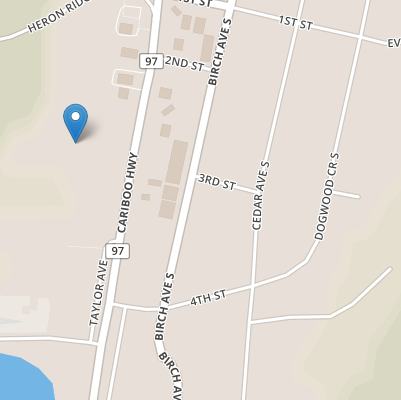 ST ST
HERON RIDG
1ST ST
EV
97
2ND ST
BIRCH AVE S
3RD ST
CARIBOO HWY
CEDAR AVE S
DOGWOOD CR.S
97
TAYLOR AVE
4TH ST
BIRCH AVE S
BIRCH AV